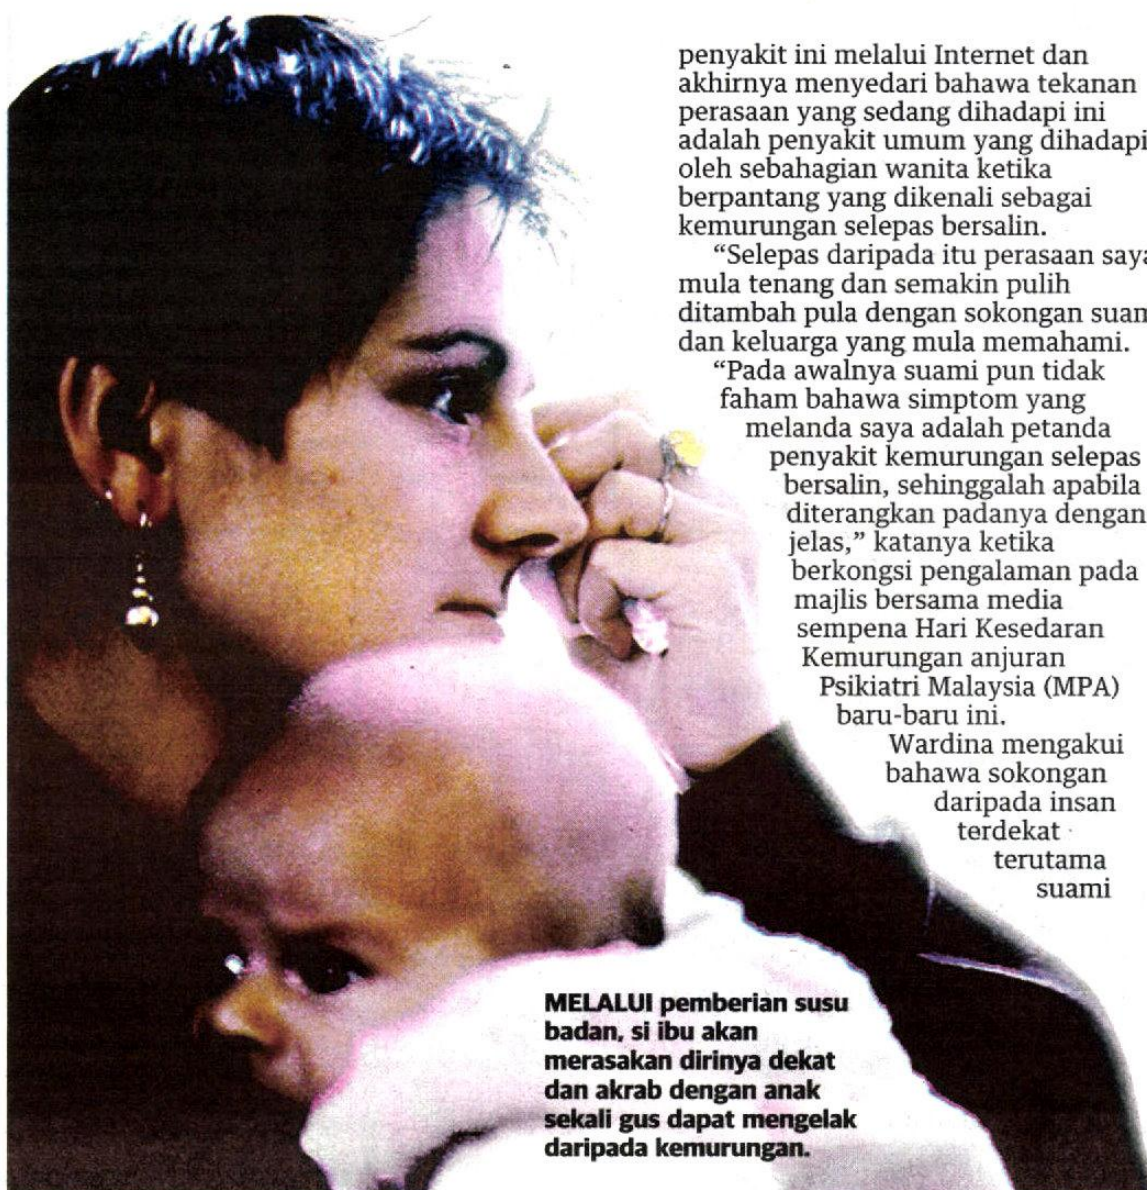 penyakit ini melalui Internet dan
akhirnya menyedari bahawa tekanan
perasaan yang sedang dihadapi ini
adalah penyakit umum yang dihadapi
oleh sebahagian wanita ketika
berpantang yang dikenali sebagai
kemurungan selepas bersalin.
“Selepas daripada itu perasaan saya
mula tenang dan semakin pulih
ditambah pula dengan sokongan suam
dan keluarga yang mula memahami.
“Pada awalnya suami pun tidak
faham bahawa simptom yang
melanda saya adalah petanda
penyakit kemurungan selepas
bersalin, sehinggalah apabila
diterangkan padanya dengan
jelas,” katanya ketika
berkongsi pengalaman pada
majlis bersama media
sempena Hari Kesedaran
Kemurungan anjuran
Psikiatri Malaysia (MPA)
baru-baru ini.
Wardina mengakui
bahawa sokongan
daripada insan
terdekat
terutama
suami
MELALUI pemberian susu
badan, si ibu akan
merasakan dirinya dekat
dan akrab dengan anak
sekali gus dapat mengelak
daripada kemurungan.